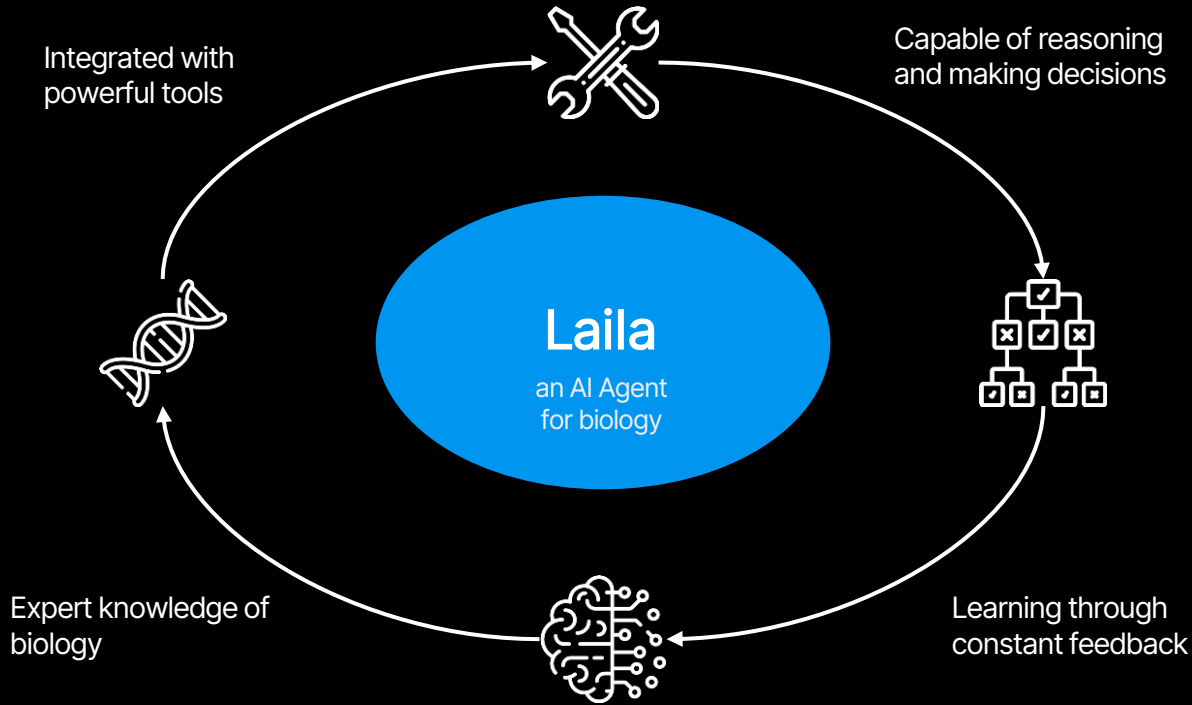 Integrated with
powerful tools
Capable of reasoning
and making decisions
Laila
an AI Agent
for biology
Expert knowledge of
biology
Learning through
constant feedback